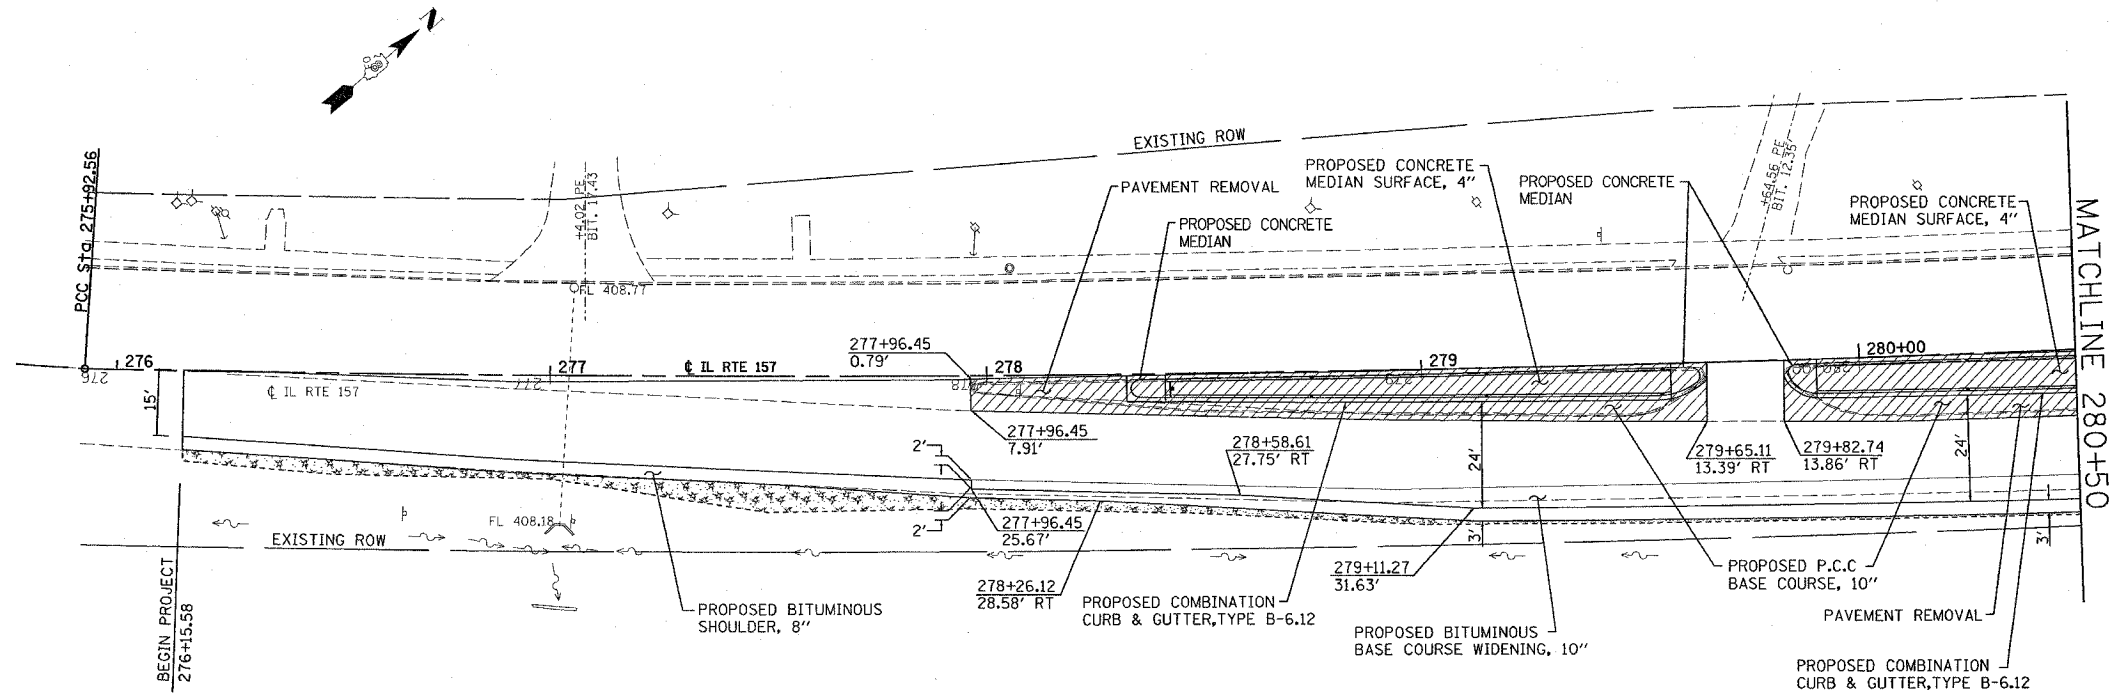 N
EXISTING ROW
PCC Sta 275+92.56
+4.02 PE
BIT. 17.43
PAVEMENT REMOVAL
PROPOSED CONCRETE
MEDIAN
PROPOSED CONCRETE
MEDIAN SURFACE, 4"
PROPOSED CONCRETE
MEDIAN
+64.56 PE
BIT. 12.35'
PROPOSED CONCRETE
MEDIAN SURFACE, 4"
MATCHLINE 280+50
FL 408.77
276
277
℄ IL RTE 157
277+96.45
0.79'
278
279
280+00
276
277
278
279
280+00
15'
℄ IL RTE 157
277+96.45
7.91'
2'
278+58.61
27.75' RT
24'
279+65.11
13.39' RT
279+82.74
13.86' RT
24'
FL 408.18
EXISTING ROW
2'
277+96.45
25.67'
3'
3'
BEGIN PROJECT
276+15.58
PROPOSED BITUMINOUS
SHOULDER, 8"
278+26.12
28.58' RT
PROPOSED COMBINATION
CURB & GUTTER,TYPE B-6.12
279+11.27
31.63'
PROPOSED BITUMINOUS
BASE COURSE WIDENING, 10"
PROPOSED P.C.C
BASE COURSE, 10"
PAVEMENT REMOVAL
PROPOSED COMBINATION
CURB & GUTTER,TYPE B-6.12